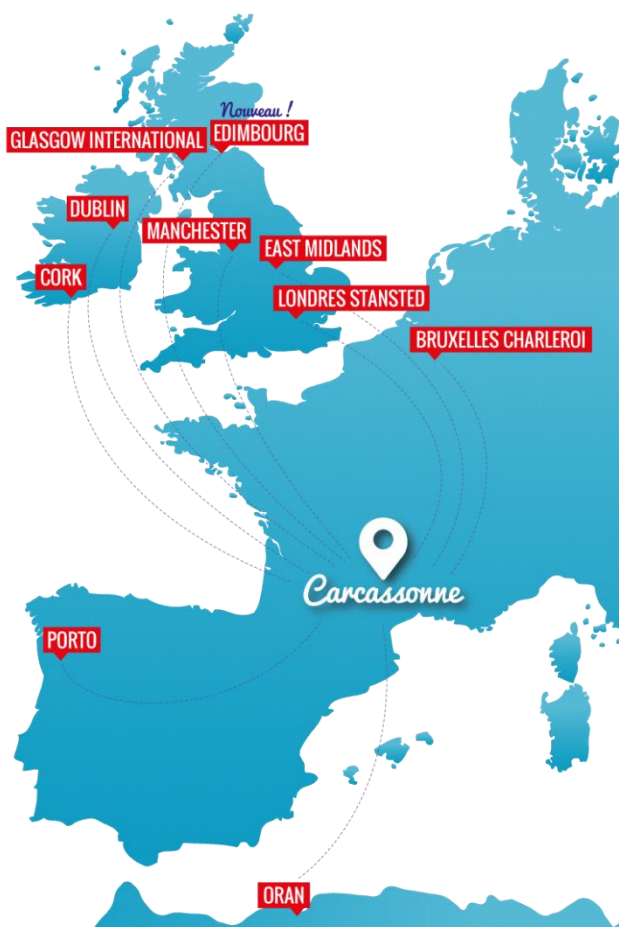 Nouveau !
GLASGOW INTERNATIONAL
EDIMBOURG
DUBLIN
MANCHESTER
EAST MIDLANDS
CORK
LONDRES STANSTED
BRUXELLES CHARLEROI
Carcassonne
PORTO
ORAN